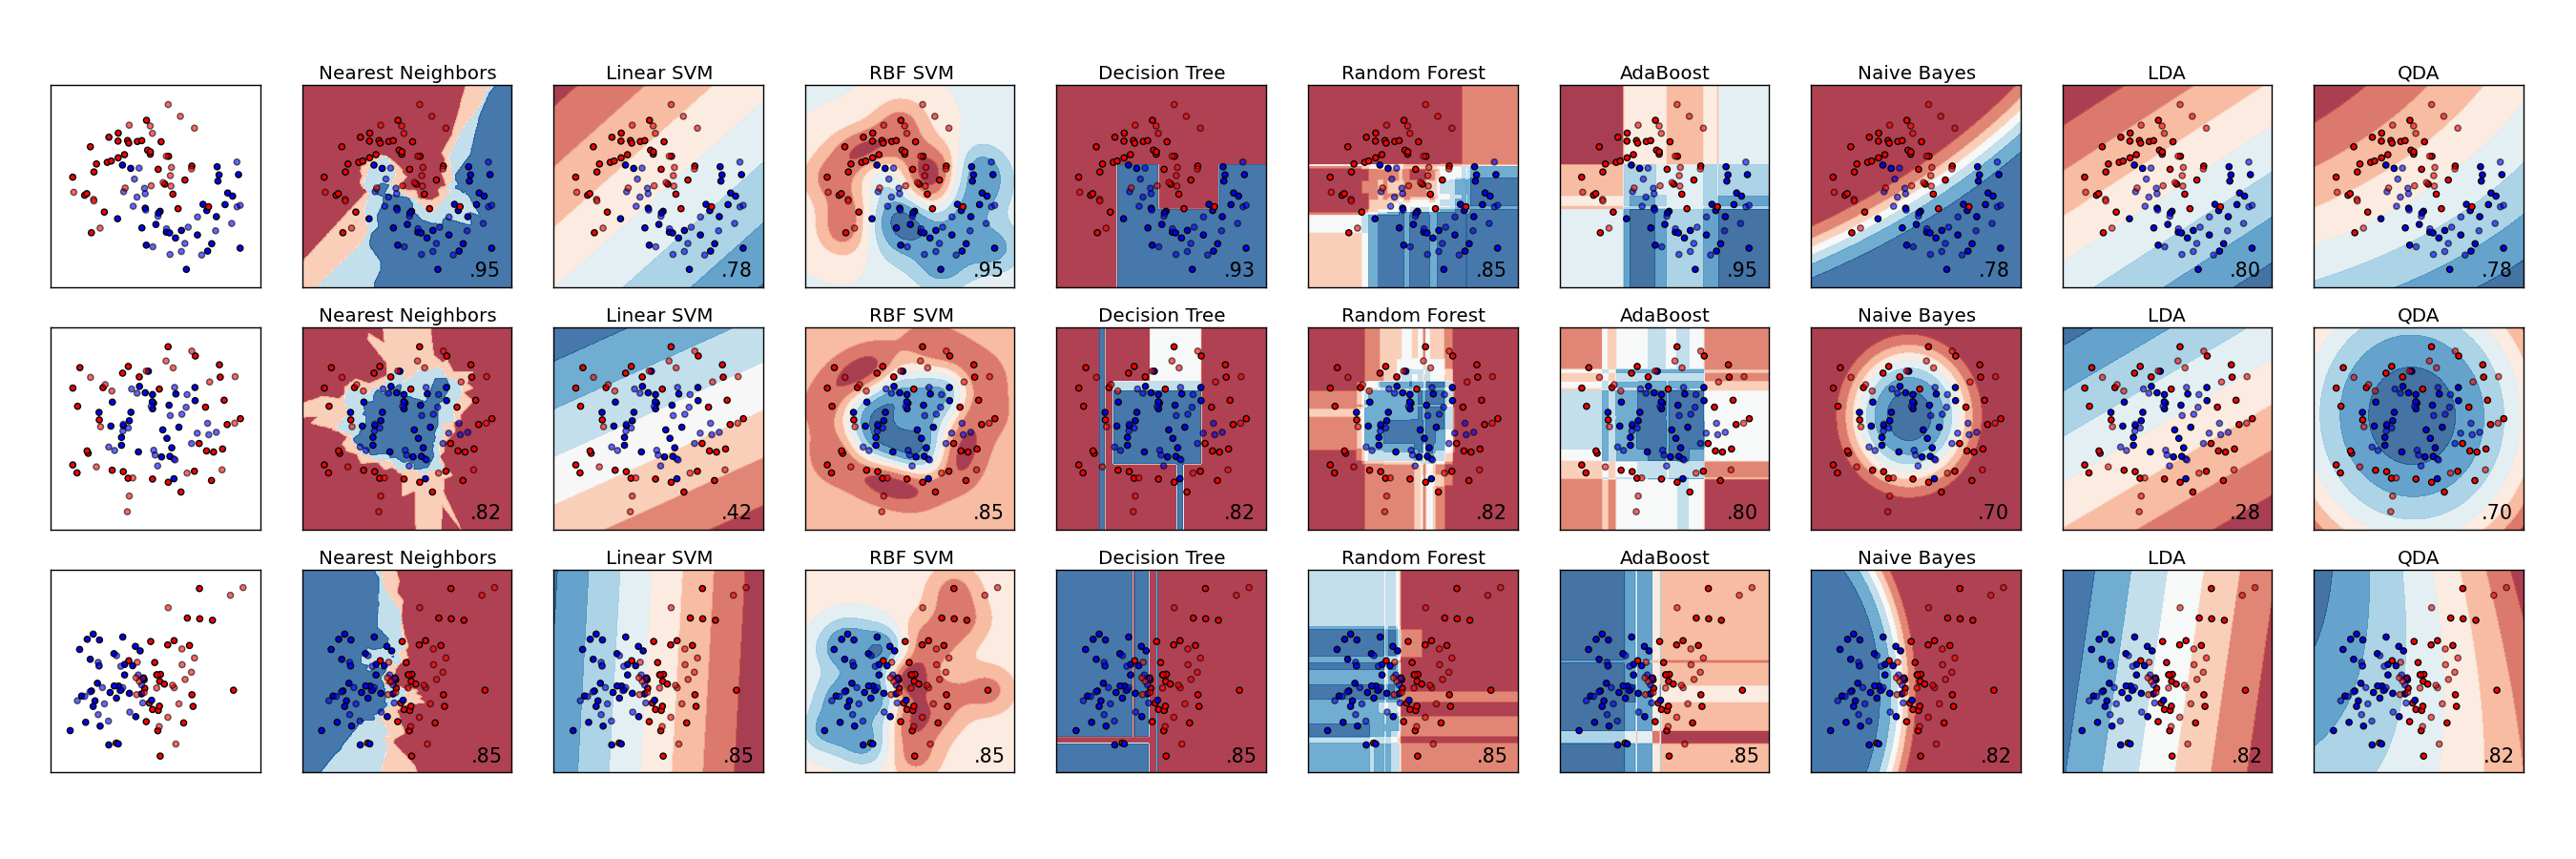 Nearest Neighbors Linear SVM RBF SVM Decision Tree Random Forest AdaBoost Naive Bayes LDA QDA
.95 .78 .95 .93 .85 .95 .78 .80 .78
Nearest Neighbors Linear SVM RBF SVM Decision Tree Random Forest AdaBoost Naive Bayes LDA QDA
.82 .42 .85 .82 .82 .80 .70 .28 .70
Nearest Neighbors Linear SVM RBF SVM Decision Tree Random Forest AdaBoost Naive Bayes LDA QDA
.85 .85 .85 .85 .85 .85 .82 .82 .82